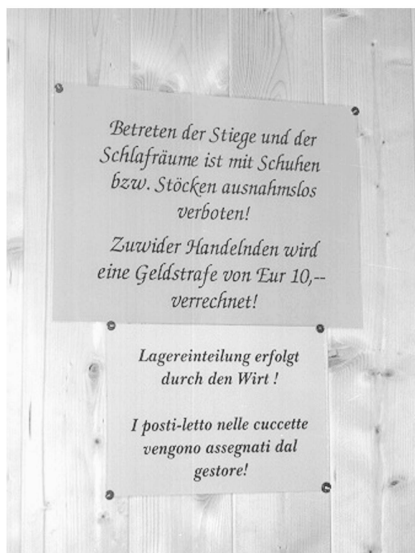 Betreten der Stiege und der
Schlafräume ist mit Schuhen
bzw. Stöcken ausnahmslos
verboten!
Zuwider Handelnden wird
eine Geldstrafe von Eur 10,--
verrechnet!
Lagereinteilung erfolgt
durch den Wirt !
I posti-letto nelle cuccette
vengono assegnati dal
gestore!